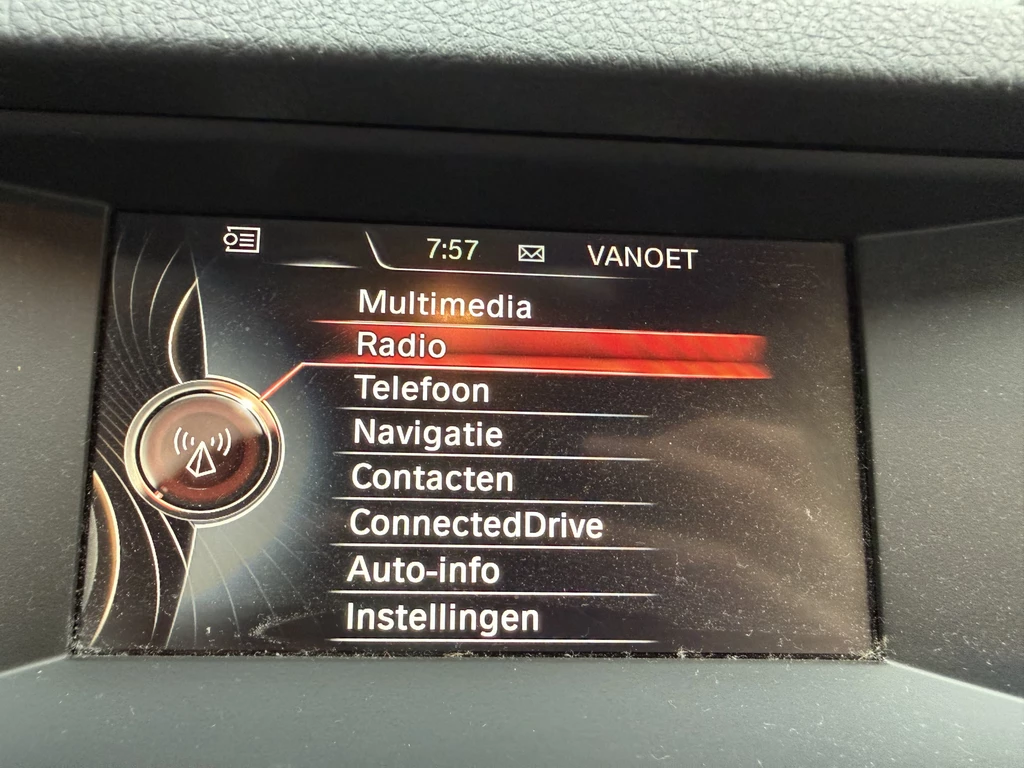 7:57 VANOET
Multimedia
Radio
Telefoon
Navigatie
Contacten
ConnectedDrive
Auto-info
Instellingen